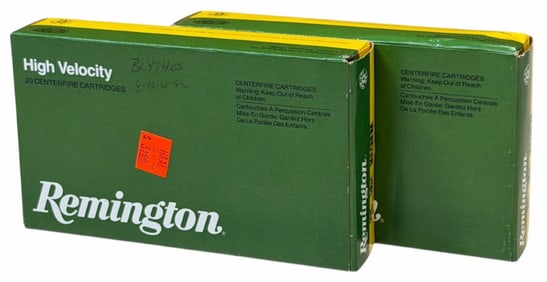 High Velocity
20 CENTERFIRE CARTRIDGES
BLYTHES
CENTERFIRE CARTRIDGES
Warning: Keep Out of Reach
of Children.
Cartouches A Percussion Centrale
Mise En Garde: Gardez Hors
De La Portée Des Enfants.
Remington®
CENTERFIRE CARTRIDGES
Warning: Keep Out of Reach
of Children.
Cartouches A Percussion Centrale
Mise En Garde: Gardez Hors
De La Portée Des Enfants.